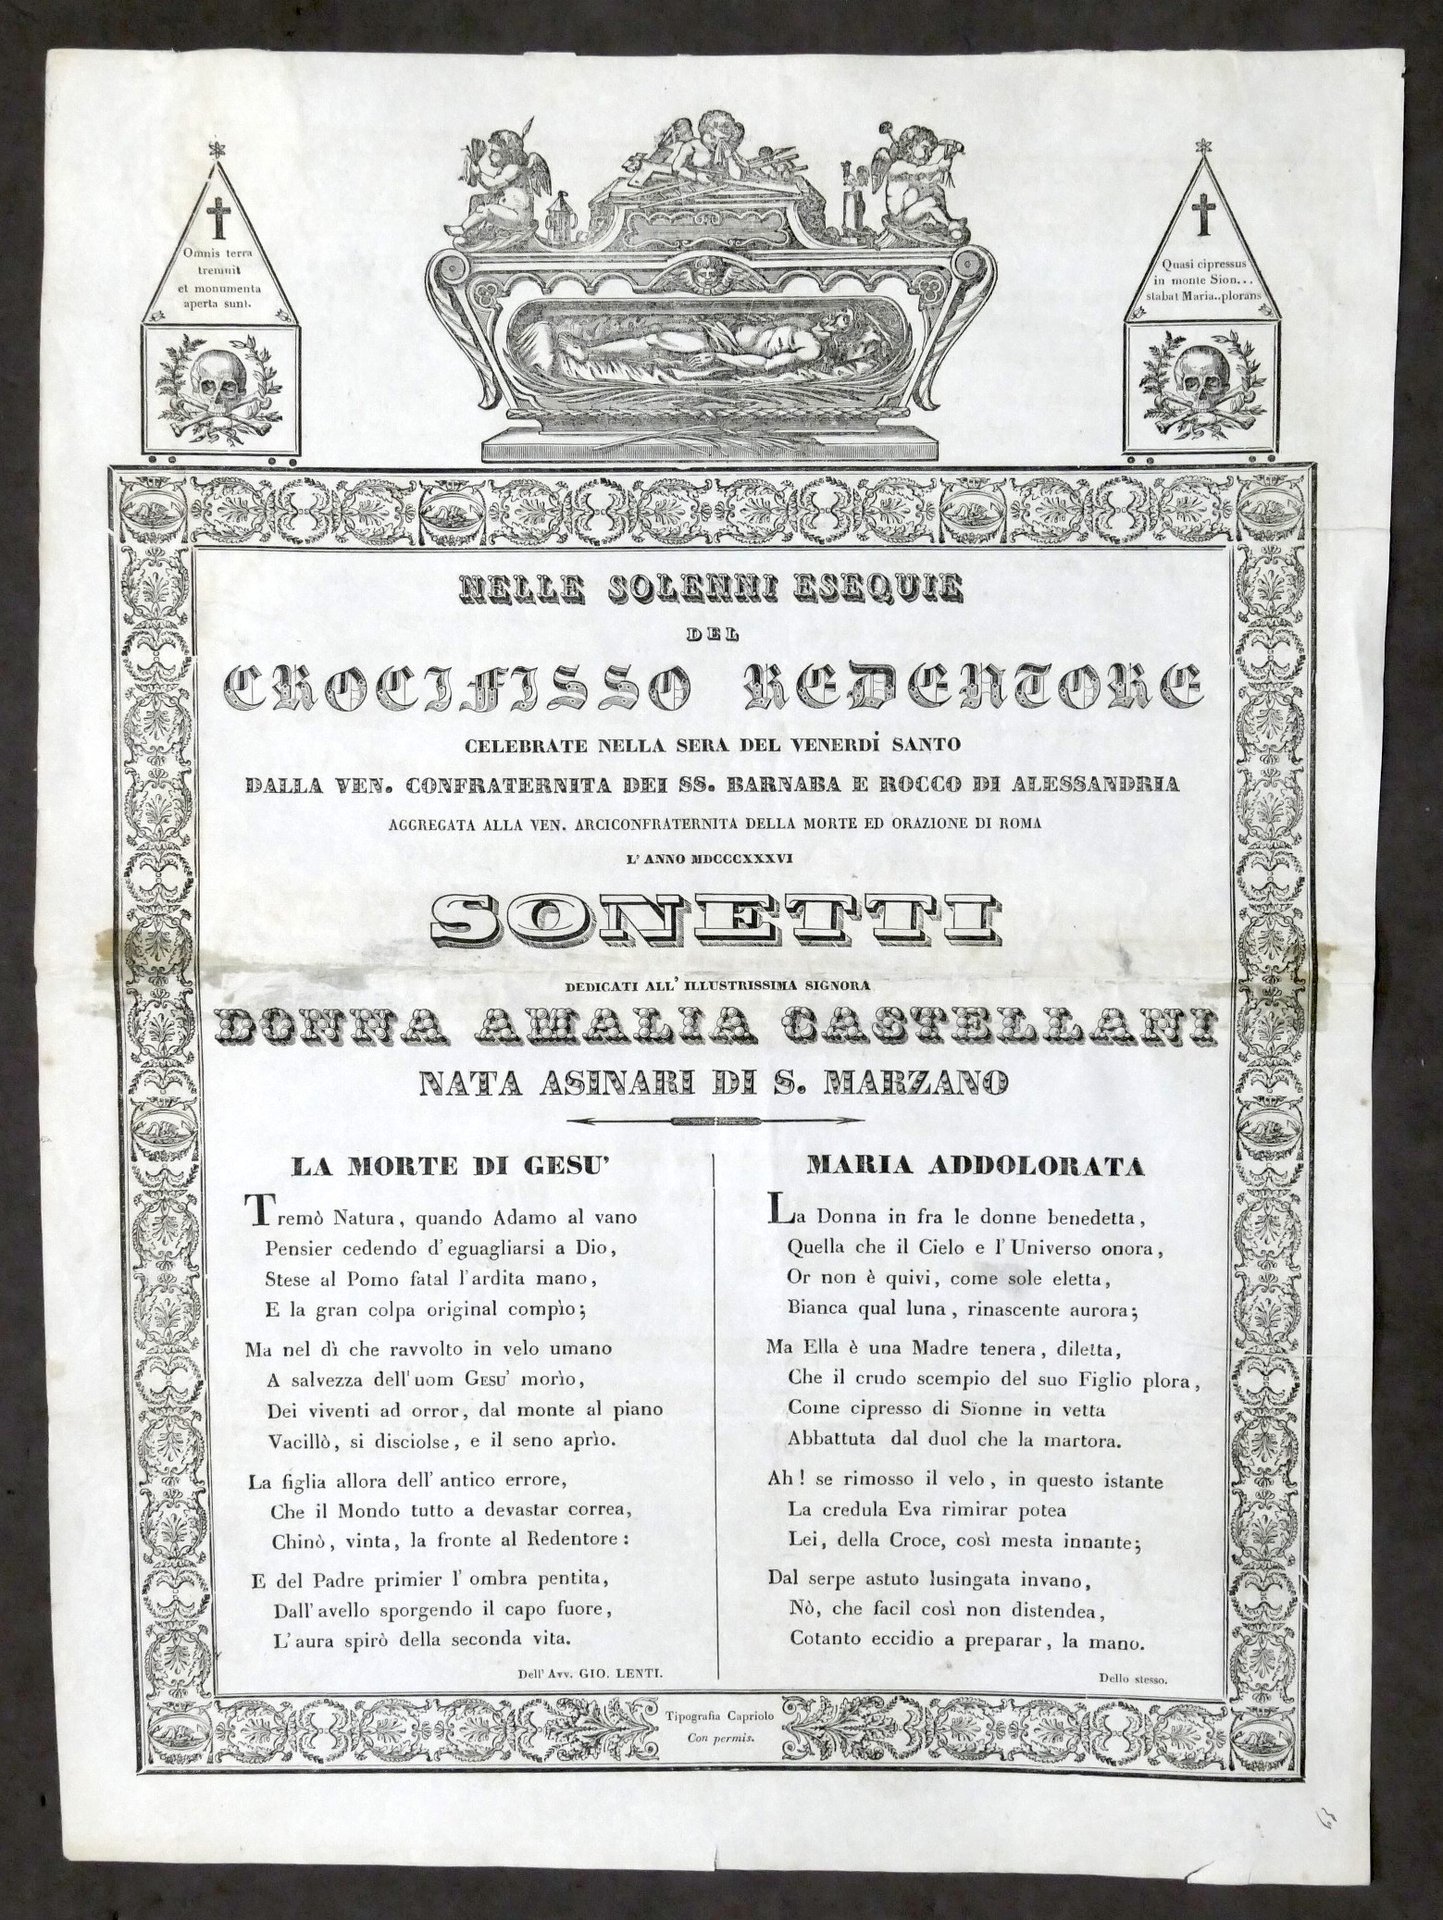 Omnis terra
tremuit
et monumenta
aperta sunt.
Quasi cipressus
in monte Sion...
stabat Maria..plorans
NELLE SOLENNI ESEQUIE
DEL
CROCIFISSO REDENTORE
CELEBRATE NELLA SERA DEL VENERDÌ SANTO
DALLA VEN. CONFRATERNITA DEI SS. BARNABA E ROCCO DI ALESSANDRIA
AGGREGATA ALLA VEN. ARCICONFRATERNITA DELLA MORTE ED ORAZIONE DI ROMA
L' ANNO MDCCCXXXVI
SONETTI
DEDICATI ALL' ILLUSTRISSIMA SIGNORA
DONNA AMALIA CASTELLANI
NATA ASINARI DI S. MARZANO
LA MORTE DI GESU'
Tremò Natura, quando Adamo al vano
Pensier cedendo d' eguagliarsi a Dio,
Stese al Pomo fatal l'ardita mano,
E la gran colpa original compìo;
Ma nel dì che ravvolto in velo umano
A salvezza dell' uom GESU' morìo,
Dei viventi ad orror, dal monte al piano
Vacillò, si disciolse, e il seno aprìo.
La figlia allora dell' antico errore,
Che il Mondo tutto a devastar correa,
Chinò, vinta, la fronte al Redentore:
E del Padre primier l' ombra pentita,
Dall' avello sporgendo il capo fuore,
L'aura spirò della seconda vita.
Dell' Avv. GIO. LENTI.
MARIA ADDOLORATA
La Donna in fra le donne benedetta,
Quella che il Cielo e l'Universo onora,
Or non è quivi, come sole eletta,
Bianca qual luna, rinascente aurora;
Ma Ella è una Madre tenera, diletta,
Che il crudo scempio del suo Figlio plora,
Come cipresso di Sïonne in vetta
Abbattuta dal duol che la martora.
Ah! se rimosso il velo, in questo istante
La credula Eva rimirar potea
Lei, della Croce, così mesta innante;
Dal serpe astuto lusingata invano,
Nò, che facil così non distendea,
Cotanto eccidio a preparar, la mano.
Dello stesso.
Tipografia Capriolo
Con permis.